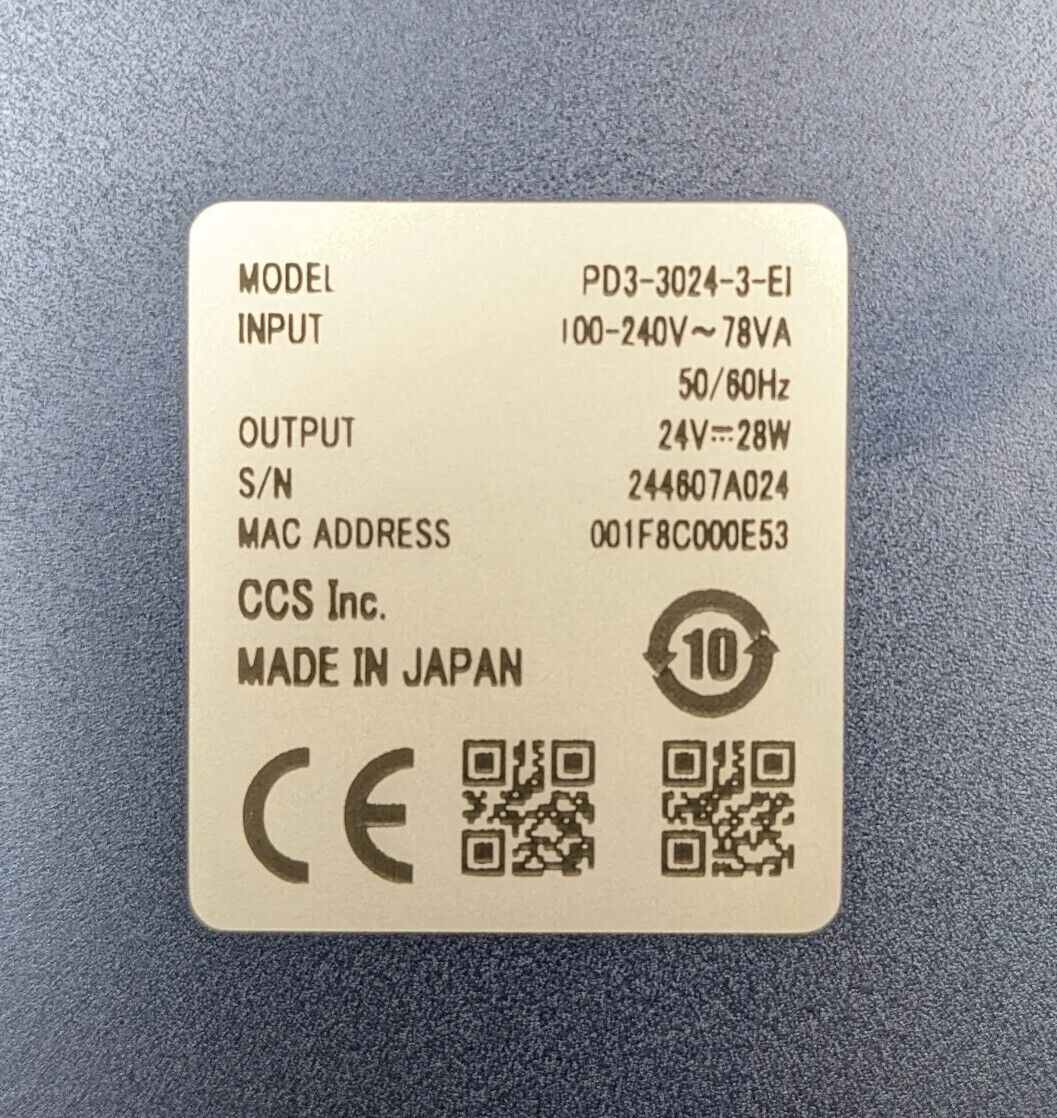 MODEL PD3-3024-3-EI
INPUT 100-240V～78VA
50/60Hz
OUTPUT 24V⎓28W
S/N 244607A024
MAC ADDRESS 001F8C000E53
CCS Inc.
MADE IN JAPAN
10
CE